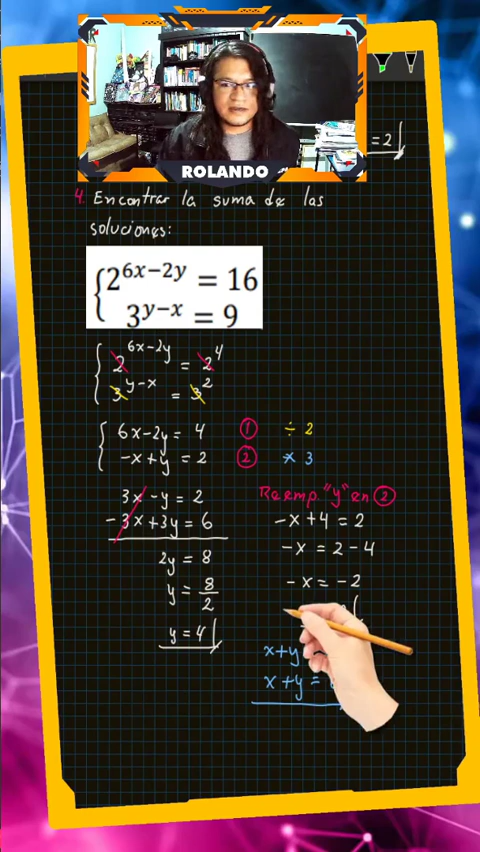 =2
ROLANDO
4. Encontrar la suma de las
soluciones:
2^{6x-2y} = 16
3^{y-x} = 9
2^{6x-2y} = 2^4
3^{y-x} = 3^2
6x-2y = 4 ① ÷ 2
-x+y = 2 ② × 3
3x - y = 2
-3x + 3y = 6
2y = 8
y = 8/2
y = 4
Reemp. "y" en ②
-x + 4 = 2
-x = 2 - 4
-x = -2
x+y
x+y =